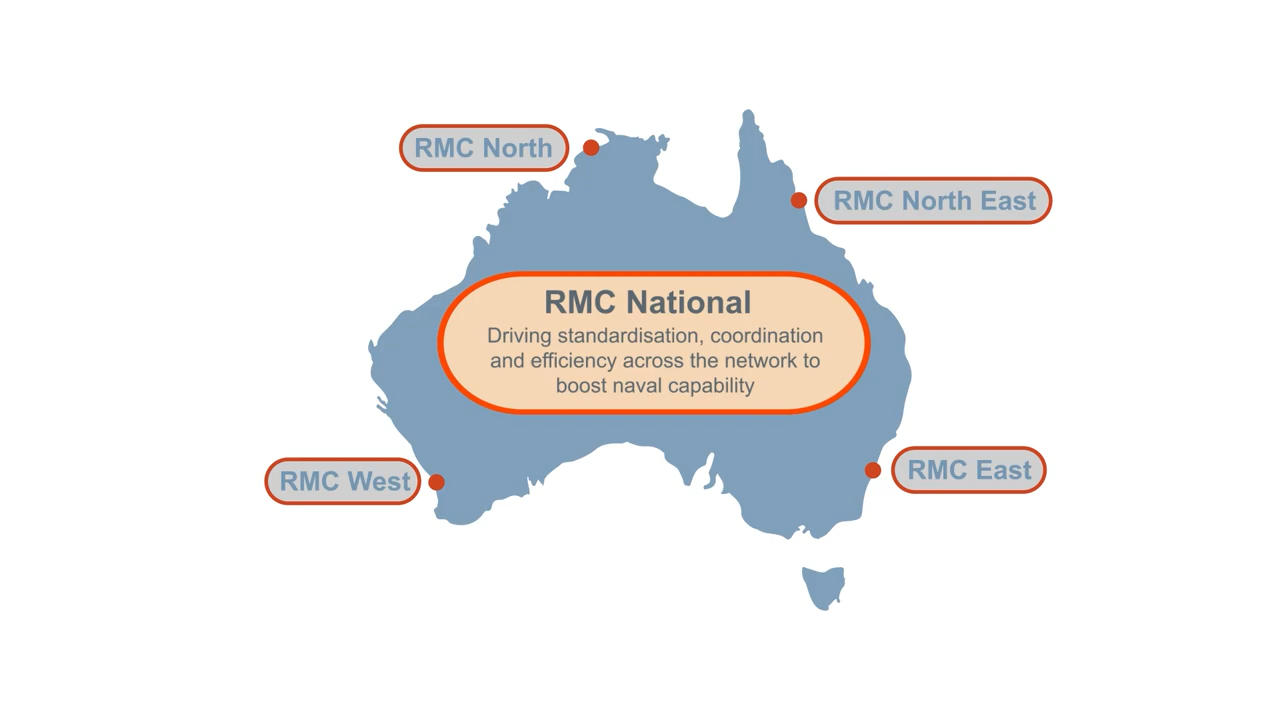 RMC North
RMC North East
RMC National
Driving standardisation, coordination
and efficiency across the network to
boost naval capability
RMC West
RMC East